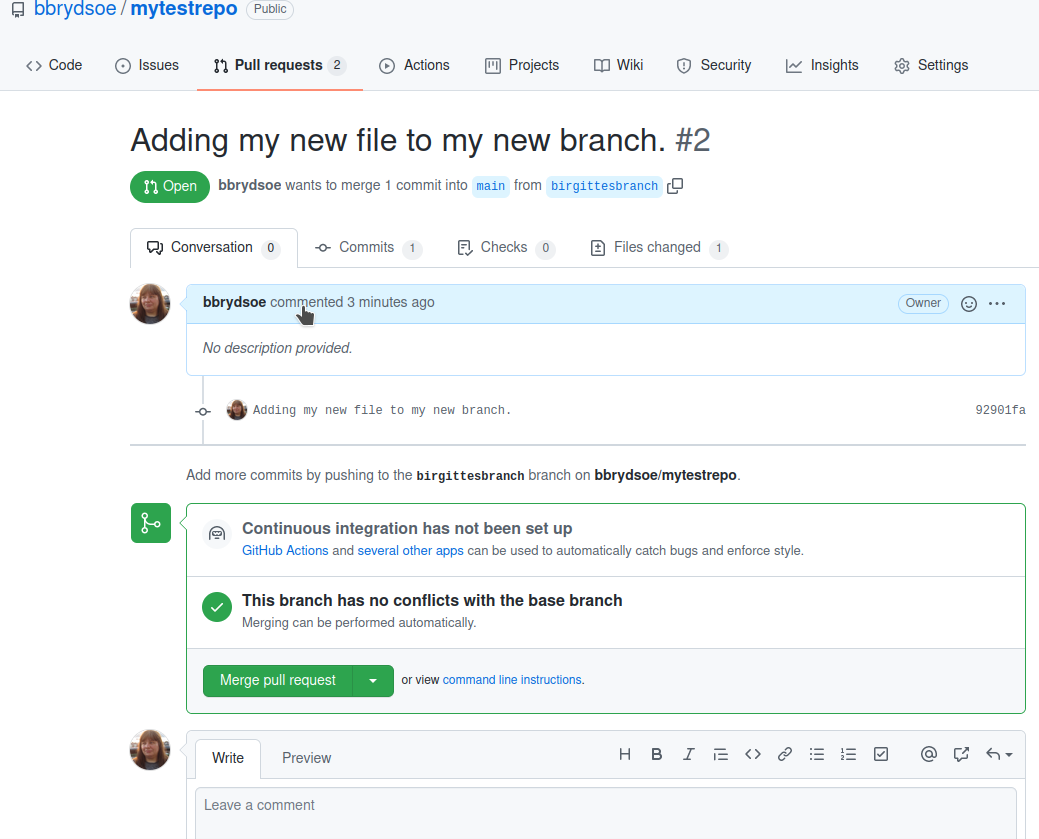 bbrydsoe / mytestrepo Public
Code Issues Pull requests 2 Actions Projects Wiki Security Insights Settings
Adding my new file to my new branch. #2
Open bbrydsoe wants to merge 1 commit into main from birgittesbranch
Conversation 0 Commits 1 Checks 0 Files changed 1
bbrydsoe commented 3 minutes ago Owner
No description provided.
Adding my new file to my new branch. 92901fa
Add more commits by pushing to the birgittesbranch branch on bbrydsoe/mytestrepo.
Continuous integration has not been set up
GitHub Actions and several other apps can be used to automatically catch bugs and enforce style.
This branch has no conflicts with the base branch
Merging can be performed automatically.
Merge pull request or view command line instructions.
Write Preview
Leave a comment